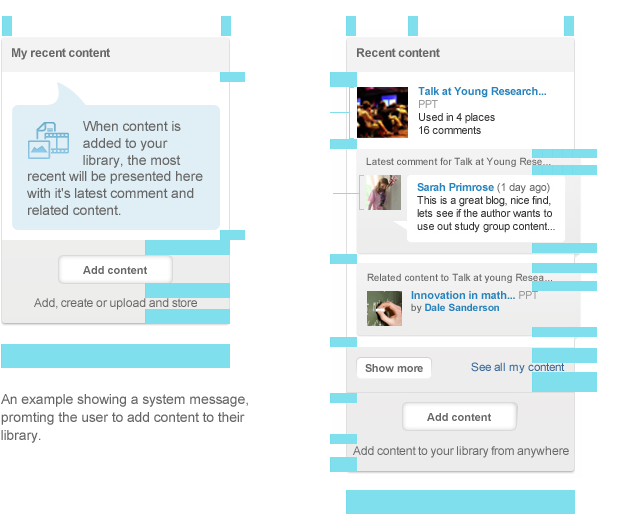 My recent content
When content is
added to your
library, the most
recent will be presented here
with it's latest comment and
related content.
Add content
Add, create or upload and store
An example showing a system message,
promting the user to add content to their
library.
Recent content
Talk at Young Research...
PPT
Used in 4 places
16 comments
Latest comment for Talk at Young Rese...
Sarah Primrose (1 day ago)
This is a great blog, nice find,
lets see if the author wants to
use out study group content...
Related content to Talk at young Resea...
Innovation in math... PPT
by Dale Sanderson
Show more
See all my content
Add content
Add content to your library from anywhere